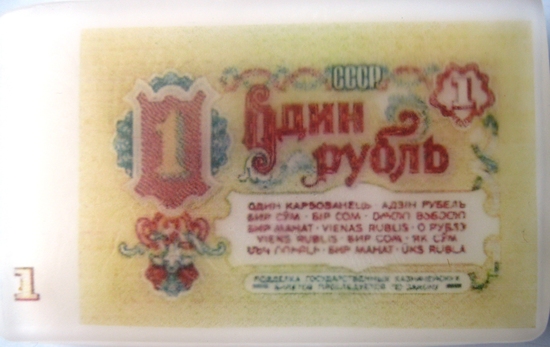 СССР
1
1
Один
рубль
ОДИН КАРБОВАНЕЦЬ · АДЗІН РУБЕЛЬ
БИР СЎМ · БІР СОМ ·
БИР МАНАТ · VIENAS RUBLIS · О РУБЛЭ
VIENS RUBLIS · БИР СОМ · ЯК СЎМ
БИР МАНАТ · ÜKS RUBLA
ПОДДЕЛКА ГОСУДАРСТВЕННЫХ КАЗНАЧЕЙСКИХ
БИЛЕТОВ ПРЕСЛЕДУЕТСЯ ПО ЗАКОНУ
1